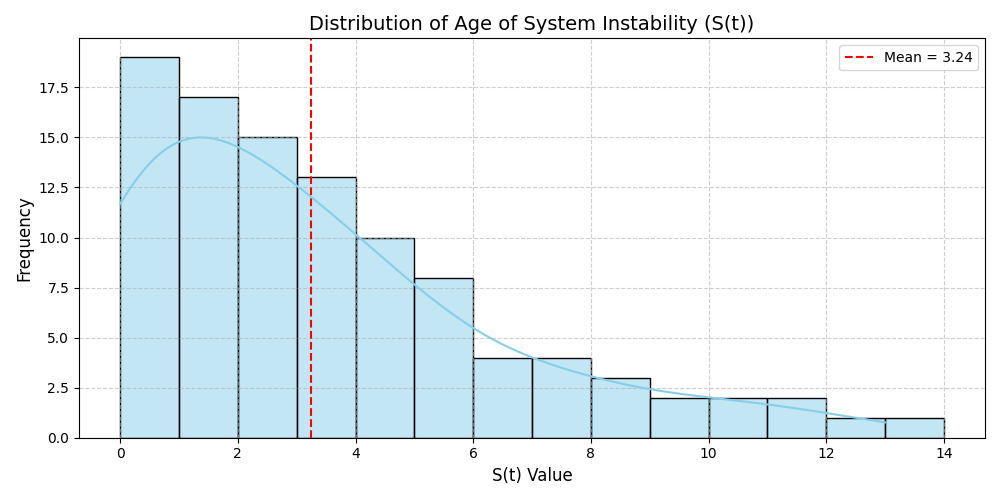 Distribution of Age of System Instability (S(t))
Mean = 3.24
Frequency
17.5
15.0
12.5
10.0
7.5
5.0
2.5
0.0
0 2 4 6 8 10 12 14
S(t) Value